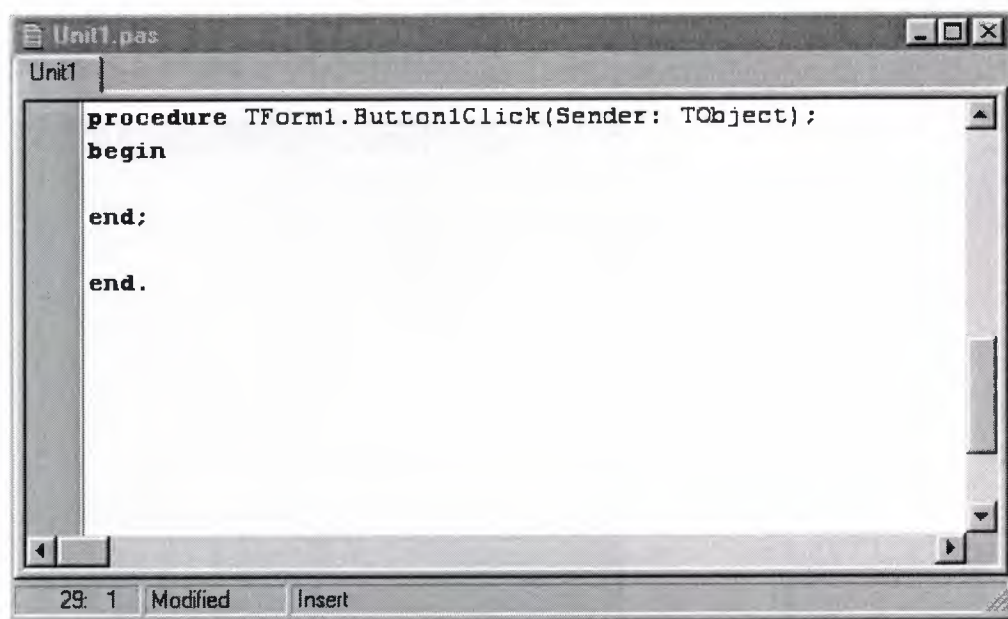 Unit1.pas
Unit1
procedure TForm1.Button1Click(Sender: TObject);
begin
end;
end.
29: 1 Modified Insert